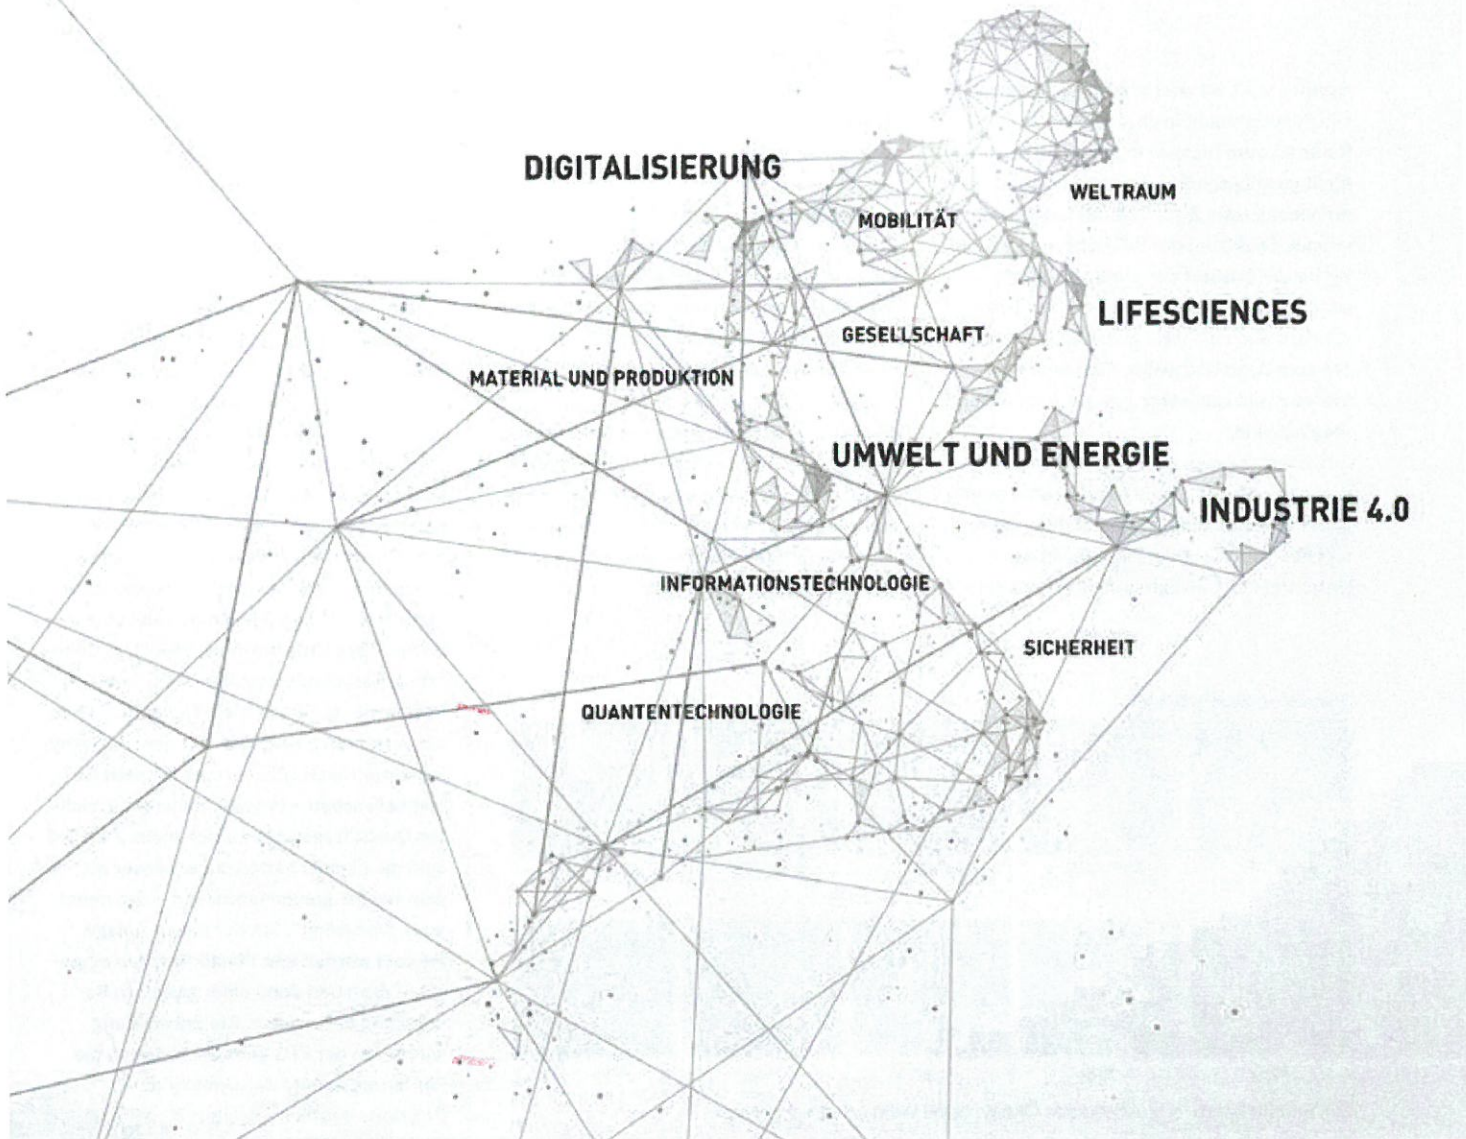 DIGITALISIERUNG
WELTRAUM
MOBILITÄT
LIFESCIENCES
GESELLSCHAFT
MATERIAL UND PRODUKTION
UMWELT UND ENERGIE
INDUSTRIE 4.0
INFORMATIONSTECHNOLOGIE
SICHERHEIT
QUANTENTECHNOLOGIE